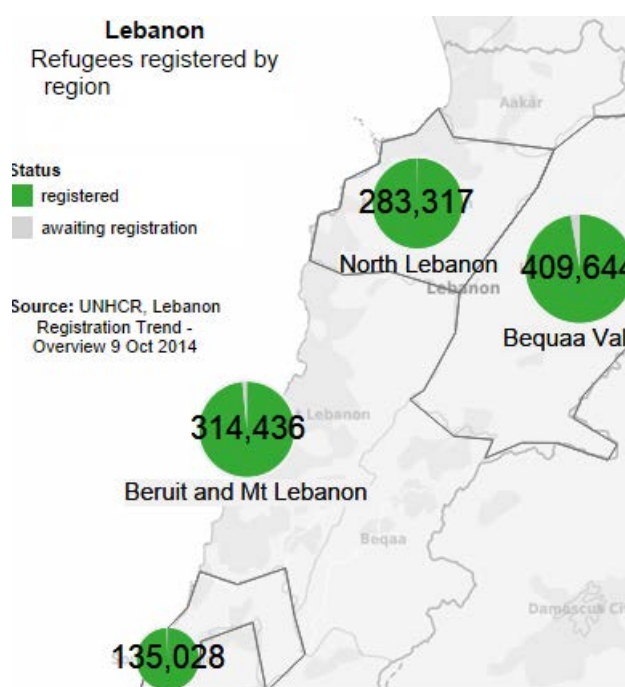 Lebanon
Refugees registered by
region
Status
registered
awaiting registration
Source: UNHCR, Lebanon
Registration Trend -
Overview 9 Oct 2014
Aakâr
283,317
North Lebanon
409,644
Lebanon
Bequaa Val
314,436
Lebanon
Beruit and Mt Lebanon
Beqaa
Damascus Ci
135,028